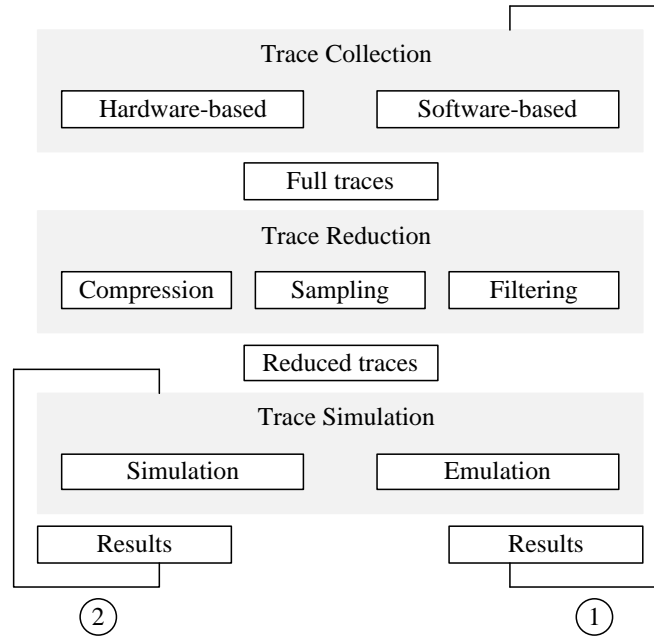 Trace Collection
Hardware-based Software-based
Full traces
Trace Reduction
Compression Sampling Filtering
Reduced traces
Trace Simulation
Simulation Emulation
Results Results
2 1